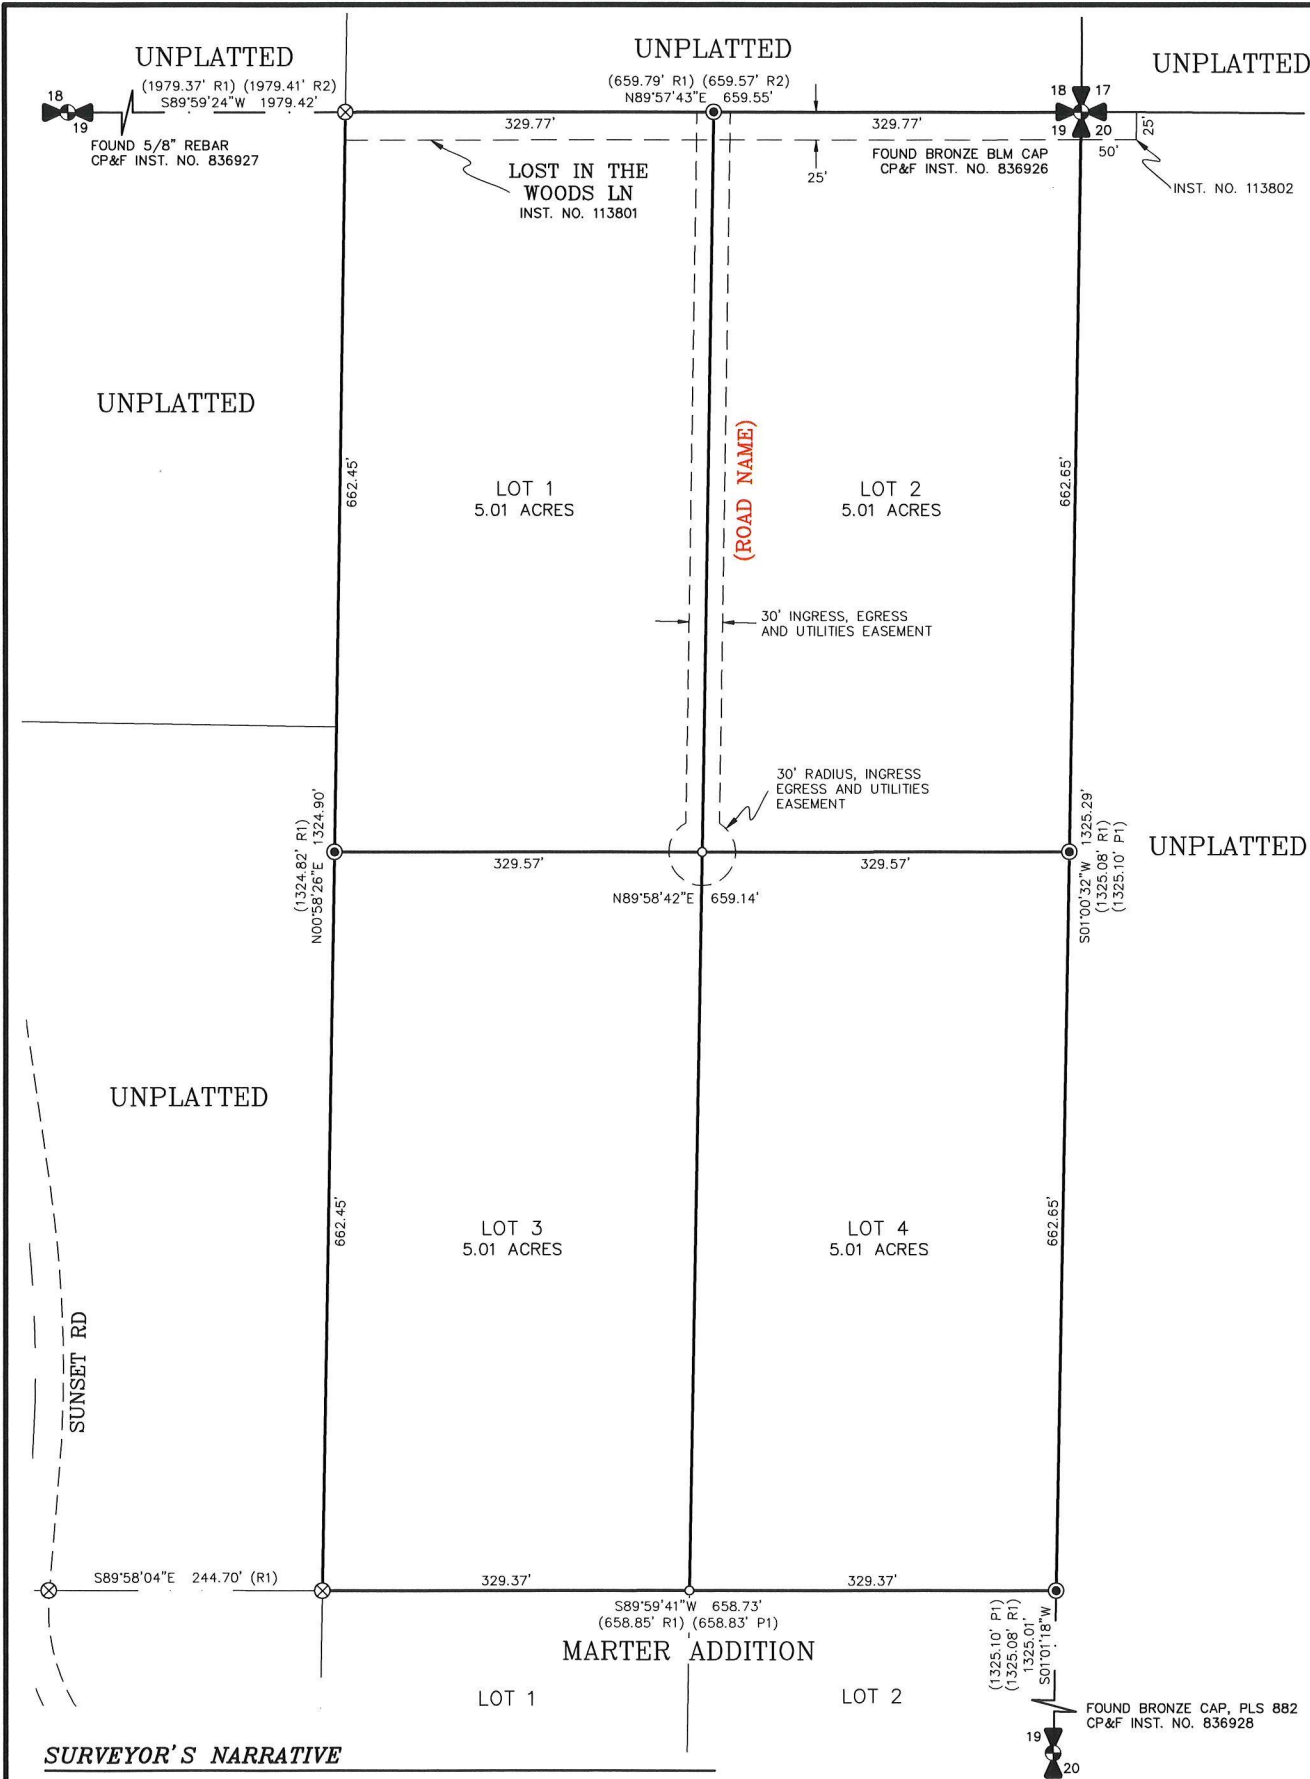 UNPLATTED
UNPLATTED
UNPLATTED
(1979.37' R1) (1979.41' R2)
S89°59'24"W 1979.42'
(659.79' R1) (659.57' R2)
N89°57'43"E 659.55'
18
19
18 17
19 20
FOUND 5/8" REBAR
CP&F INST. NO. 836927
329.77'
329.77'
25'
50'
25'
FOUND BRONZE BLM CAP
CP&F INST. NO. 836926
INST. NO. 113802
LOST IN THE
WOODS LN
INST. NO. 113801
UNPLATTED
662.45'
LOT 1
5.01 ACRES
(ROAD NAME)
LOT 2
5.01 ACRES
662.65'
30' INGRESS, EGRESS
AND UTILITIES EASEMENT
30' RADIUS, INGRESS
EGRESS AND UTILITIES
EASEMENT
(1324.82' R1)
N00°58'26"E 1324.90'
329.57'
329.57'
N89°58'42"E 659.14'
S01°00'32"W 1325.29'
(1325.08' R1)
(1325.10' P1)
UNPLATTED
UNPLATTED
662.45'
LOT 3
5.01 ACRES
LOT 4
5.01 ACRES
662.65'
SUNSET RD
S89°58'04"E 244.70' (R1)
329.37'
329.37'
S89°59'41"W 658.73'
(658.85' R1) (658.83' P1)
MARTER ADDITION
LOT 1
LOT 2
(1325.10' P1)
(1325.08' R1)
1325.01'
S01°01'18"W
FOUND BRONZE CAP, PLS 882
CP&F INST. NO. 836928
19
20
SURVEYOR'S NARRATIVE